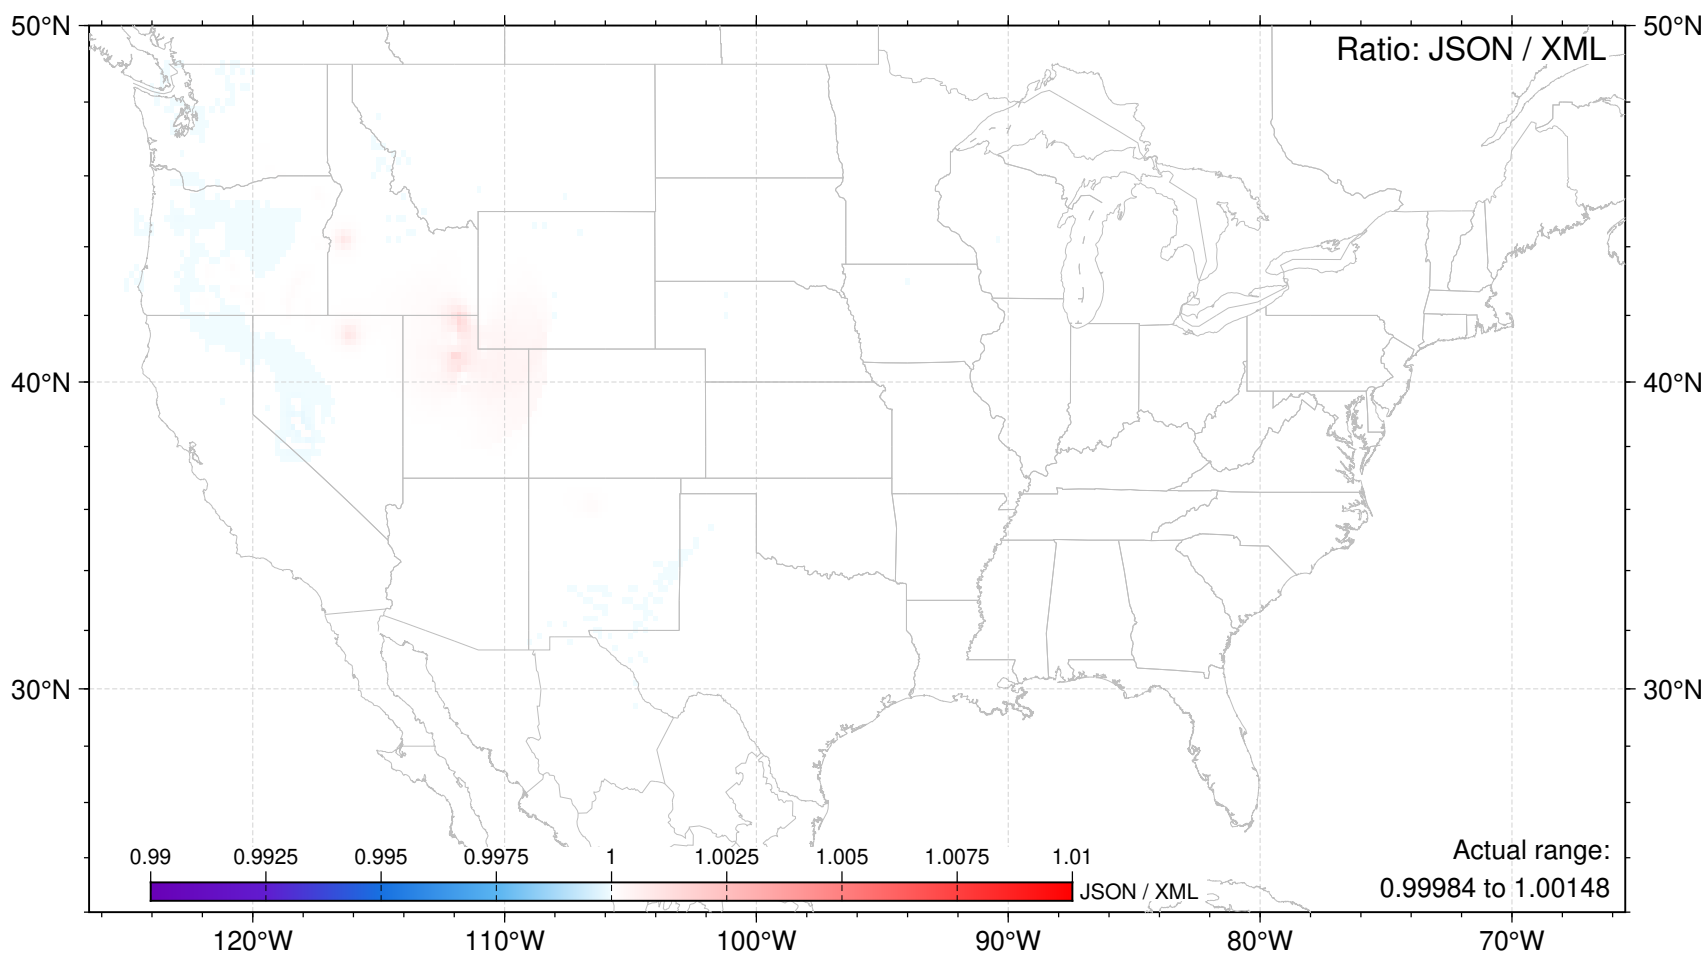 50°N
50°N
Ratio: JSON / XML
40°N
40°N
30°N
30°N
0.99 0.9925 0.995 0.9975 1 1.0025 1.005 1.0075 1.01
JSON / XML
Actual range:
0.99984 to 1.00148
120°W 110°W 100°W 90°W 80°W 70°W